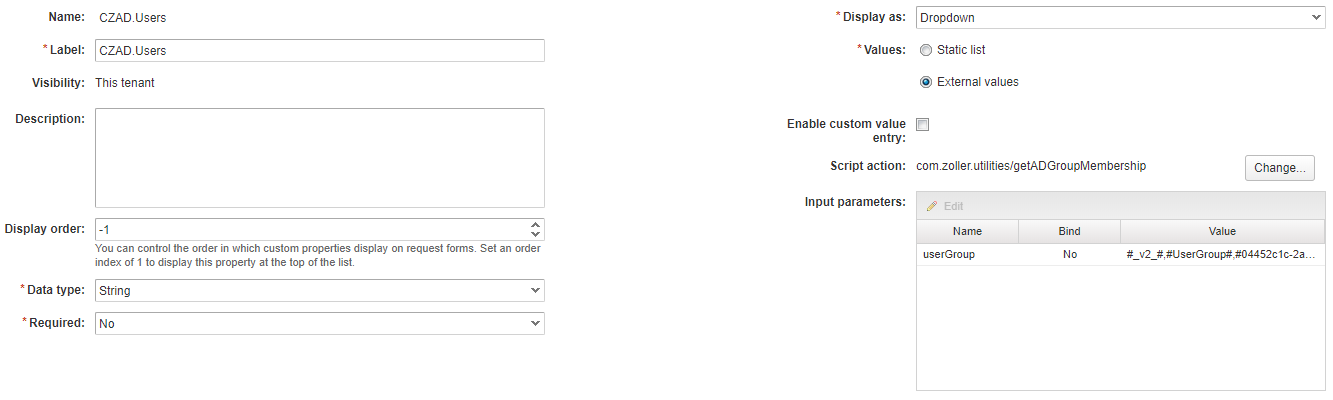 Name: CZAD.Users
* Label: CZAD.Users
Visibility: This tenant
Description:
Display order: -1
You can control the order in which custom properties display on request forms. Set an order
index of 1 to display this property at the top of the list.
* Data type: String
* Required: No
* Display as: Dropdown
* Values: Static list
External values
Enable custom value
entry:
Script action: com.zoller.utilities/getADGroupMembership Change...
Input parameters: Edit
Name Bind Value
userGroup No #_v2_#,#UserGroup#,#04452c1c-2a...